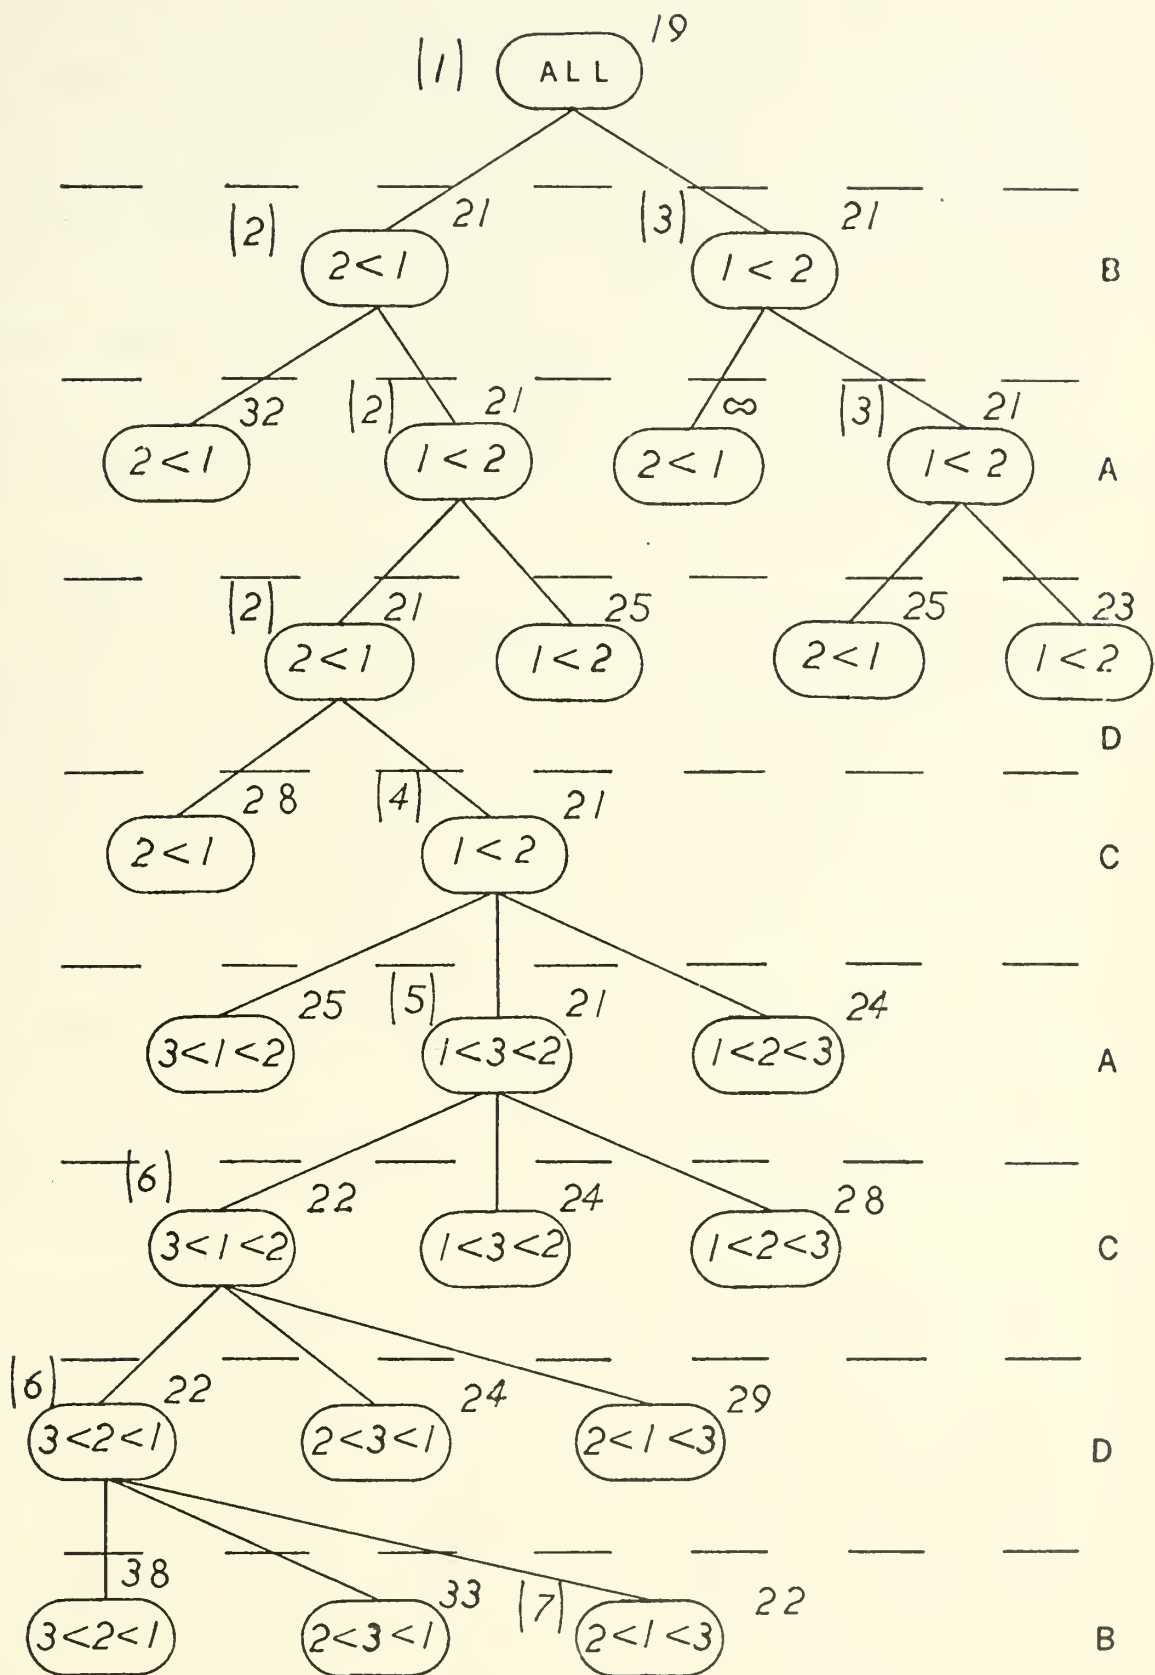 (1) ALL 19
(2) 21 (3) 21
2<1 1<2 B
32 (2) 21 ∞ (3) 21
2<1 1<2 2<1 1<2 A
(2) 21 25 25 23
2<1 1<2 2<1 1<2
D
28 (4) 21
2<1 1<2 C
25 (5) 21 24
3<1<2 1<3<2 1<2<3 A
(6) 22 24 28
3<1<2 1<3<2 1<2<3 C
(6) 22 24 29
3<2<1 2<3<1 2<1<3 D
38 33 (7) 22
3<2<1 2<3<1 2<1<3 B